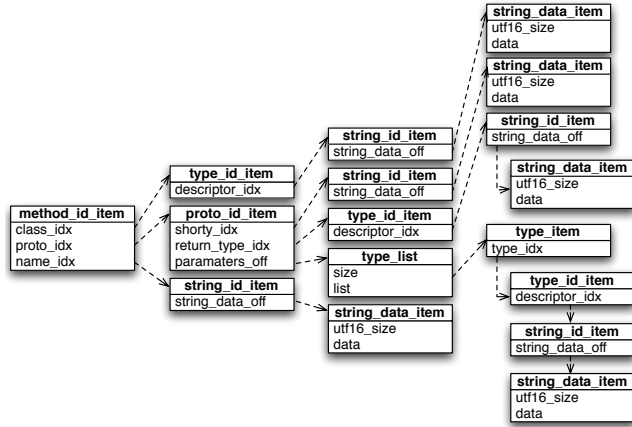 method_id_item
class_idx
proto_idx
name_idx
type_id_item
descriptor_idx
proto_id_item
shorty_idx
return_type_idx
paramaters_off
string_id_item
string_data_off
string_id_item
string_data_off
string_id_item
string_data_off
type_id_item
descriptor_idx
type_list
size
list
string_data_item
utf16_size
data
string_data_item
utf16_size
data
string_data_item
utf16_size
data
string_id_item
string_data_off
string_data_item
utf16_size
data
type_item
type_idx
type_id_item
descriptor_idx
string_id_item
string_data_off
string_data_item
utf16_size
data